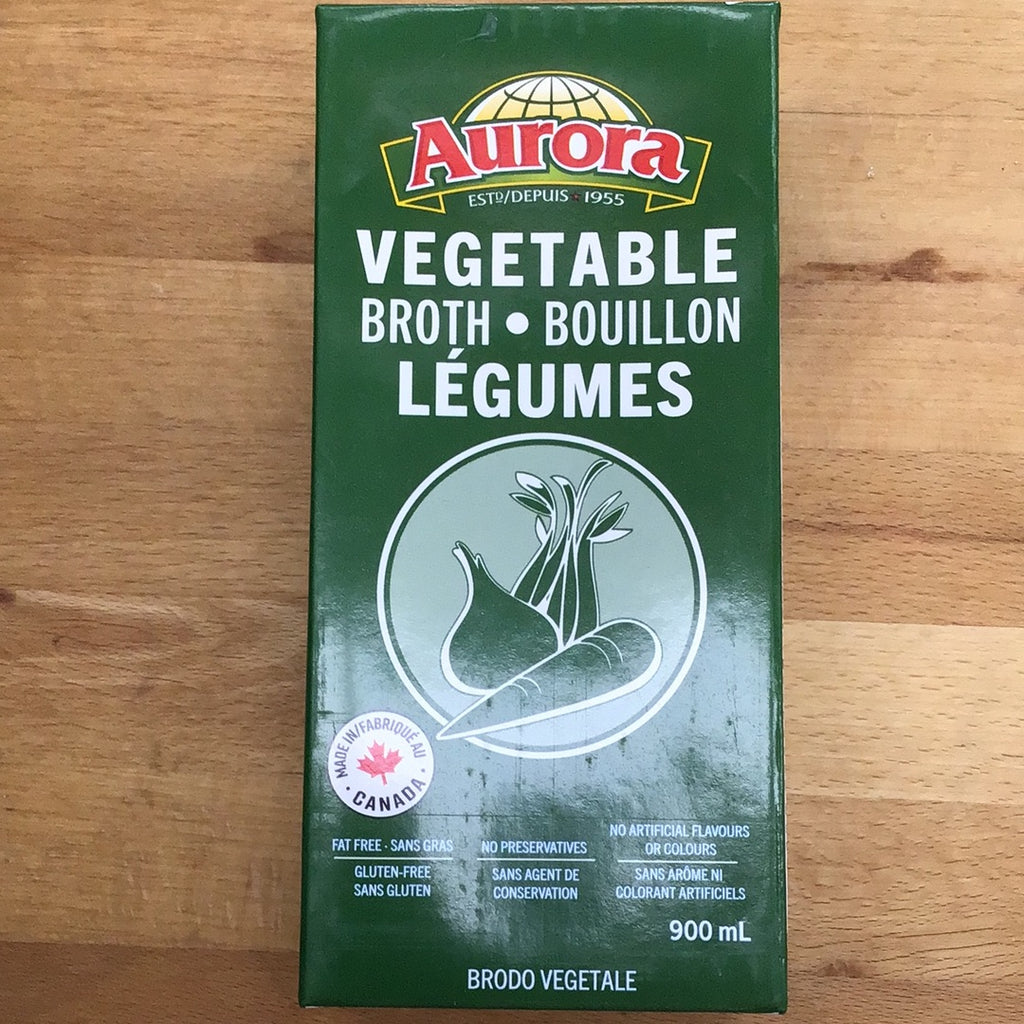 Aurora
ESTD/DEPUIS 1955
VEGETABLE
BROTH • BOUILLON
LÉGUMES
MADE IN/FABRIQUÉ AU
• CANADA •
FAT FREE · SANS GRAS
GLUTEN-FREE
SANS GLUTEN
NO PRESERVATIVES
SANS AGENT DE
CONSERVATION
NO ARTIFICIAL FLAVOURS
OR COLOURS
SANS ARÔME NI
COLORANT ARTIFICIELS
900 mL
BRODO VEGETALE